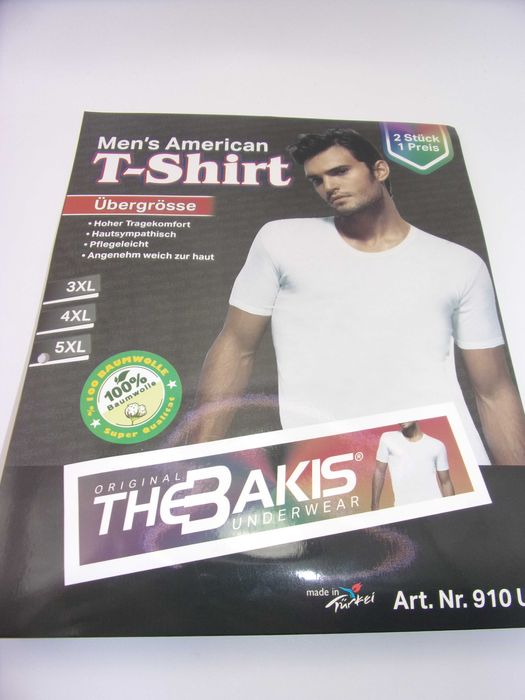 Men's American
T-Shirt
2 Stück
1 Preis
Übergrösse
• Hoher Tragekomfort
• Hautsympathisch
• Pflegeleicht
• Angenehm weich zur haut
3XL
4XL
5XL
% 100 BAUMWOLLE
100%
Baumwolle
Super Qualität
ORIGINAL
THEBAKIS®
UNDERWEAR
made in
Türkei
Art. Nr. 910 U